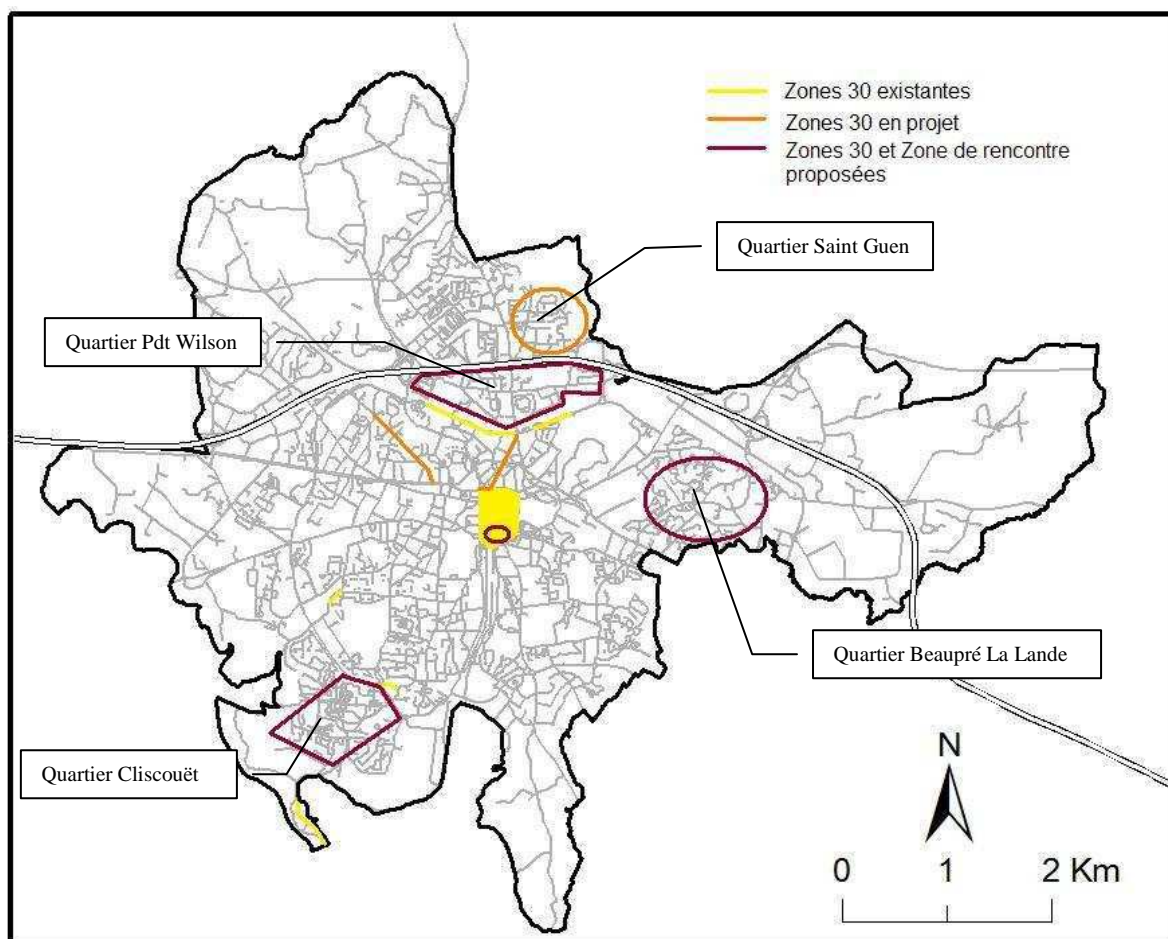 Zones 30 existantes
Zones 30 en projet
Zones 30 et Zone de rencontre
proposées
Quartier Saint Guen
Quartier Pdt Wilson
Quartier Beaupré La Lande
Quartier Cliscouët
N
0 1 2 Km